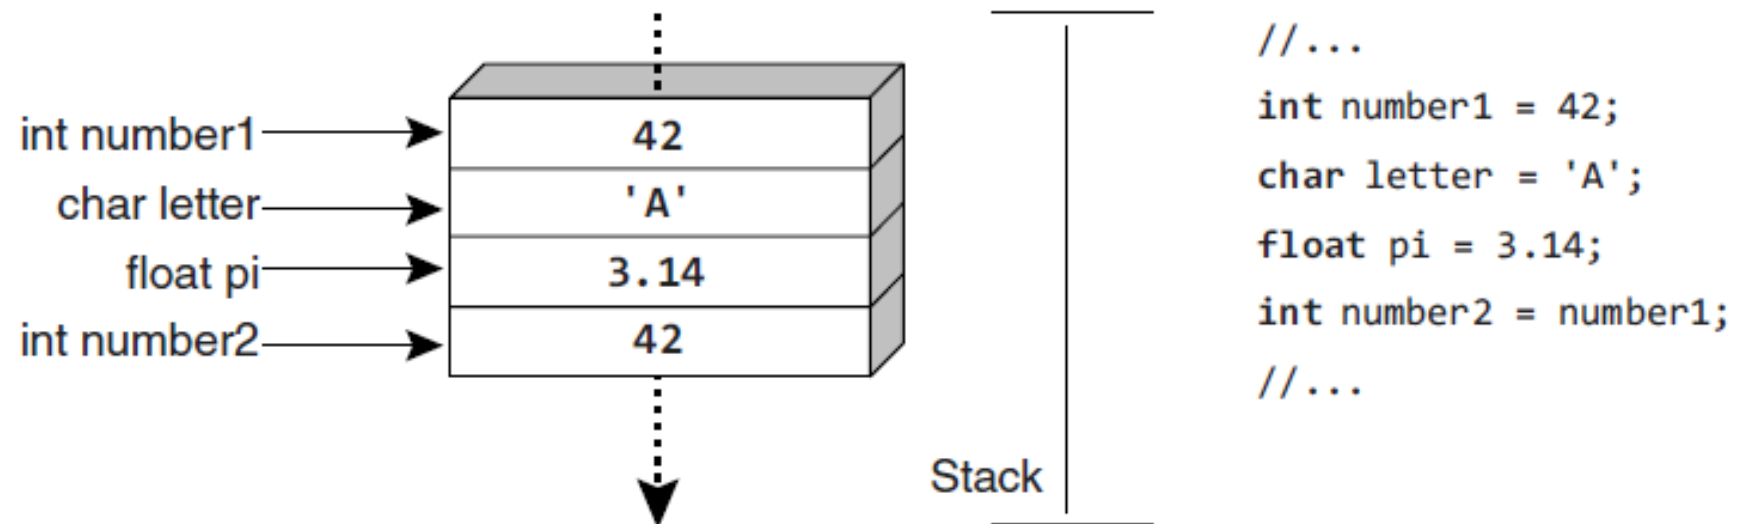 int number1
char letter
float pi
int number2
42
'A'
3.14
42
Stack
//...
int number1 = 42;
char letter = 'A';
float pi = 3.14;
int number2 = number1;
//...